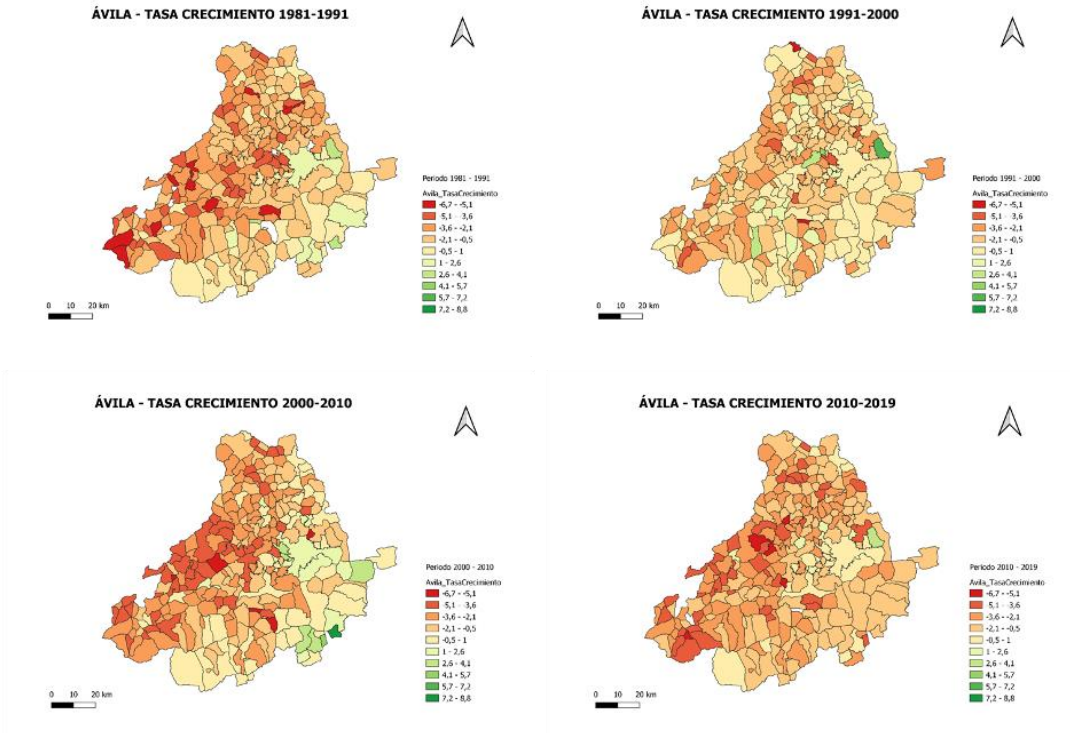 ÁVILA - TASA CRECIMIENTO 1981-1991
Periodo 1981 - 1991
Avila_TasaCrecimiento
-6,7 - -5,1
-5,1 - 3,6
-3,6 - -2,1
-2,1 - -0,5
-0,5 - 1
1 - 2,6
2,6 - 4,1
4,1 - 5,7
5,7 - 7,2
7,2 - 8,8
0 10 20 km
ÁVILA - TASA CRECIMIENTO 1991-2000
Periodo 1991 - 2000
Avila_TasaCrecimiento
-6,7 - -5,1
-5,1 - 3,6
-3,6 - -2,1
-2,1 - -0,5
-0,5 - 1
1 - 2,6
2,6 - 4,1
4,1 - 5,7
5,7 - 7,2
7,2 - 8,8
0 10 20 km
ÁVILA - TASA CRECIMIENTO 2000-2010
Periodo 2000 - 2010
Avila_TasaCrecimiento
-6,7 - -5,1
-5,1 - 3,6
-3,6 - -2,1
-2,1 - -0,5
-0,5 - 1
1 - 2,6
2,6 - 4,1
4,1 - 5,7
5,7 - 7,2
7,2 - 8,8
0 10 20 km
ÁVILA - TASA CRECIMIENTO 2010-2019
Periodo 2010 - 2019
Avila_TasaCrecimiento
-6,7 - -5,1
-5,1 - 3,6
-3,6 - -2,1
-2,1 - -0,5
-0,5 - 1
1 - 2,6
2,6 - 4,1
4,1 - 5,7
5,7 - 7,2
7,2 - 8,8
0 10 20 km